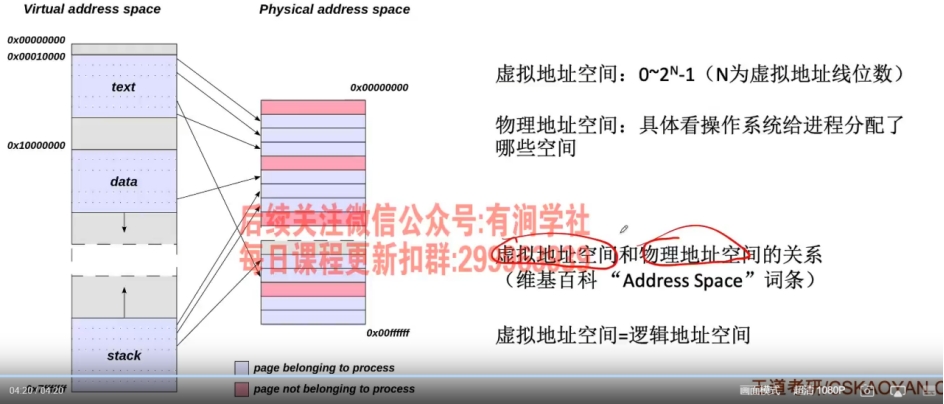 Virtual address space
Physical address space
0x00000000
0x00010000
text
0x10000000
data
stack
0x00000000
0x00ffffff
page belonging to process
page not belonging to process
虚拟地址空间：0~2ᴺ-1（N为虚拟地址线位数）
物理地址空间：具体看操作系统给进程分配了
哪些空间
虚拟地址空间和物理地址空间的关系
（维基百科“Address Space”词条）
虚拟地址空间=逻辑地址空间
后续关注微信公众号:有涧学社
每日课程更新扣群:
04:20 / 04:20
画面模式
超清 1080P
王道考研/CSKAOYAN.CO